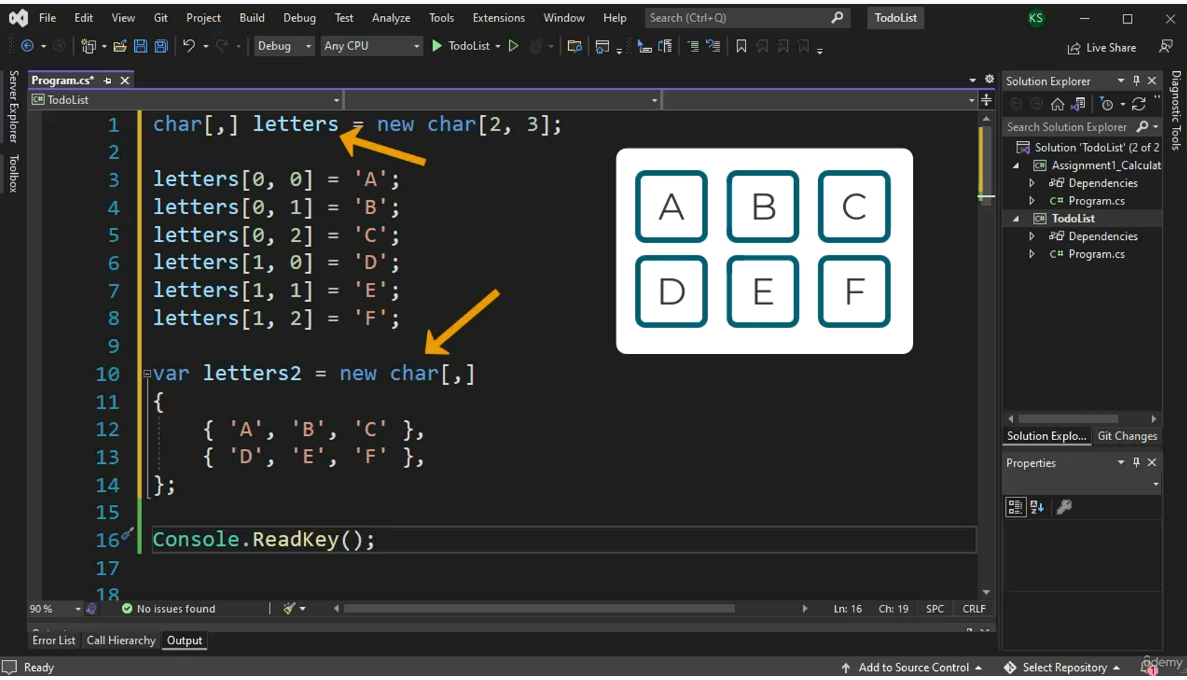 File Edit View Git Project Build Debug Test Analyze Tools Extensions Window Help Search (Ctrl+Q) TodoList KS
Debug Any CPU TodoList Live Share
Server Explorer
Toolbox
Program.cs*
C# TodoList
1 char[,] letters = new char[2, 3];
2
3 letters[0, 0] = 'A';
4 letters[0, 1] = 'B';
5 letters[0, 2] = 'C';
6 letters[1, 0] = 'D';
7 letters[1, 1] = 'E';
8 letters[1, 2] = 'F';
9
10 var letters2 = new char[,]
11 {
12 { 'A', 'B', 'C' },
13 { 'D', 'E', 'F' },
14 };
15
16 Console.ReadKey();
17
18
A B C
D E F
90 % No issues found Ln: 16 Ch: 19 SPC CRLF
Error List Call Hierarchy Output
Solution Explorer
Search Solution Explorer
Solution 'TodoList' (2 of 2
C# Assignment1_Calculat
Dependencies
C# Program.cs
C# TodoList
Dependencies
C# Program.cs
Solution Explo... Git Changes
Properties
Diagnostic Tools
Ready Add to Source Control Select Repository 1
ûdemy